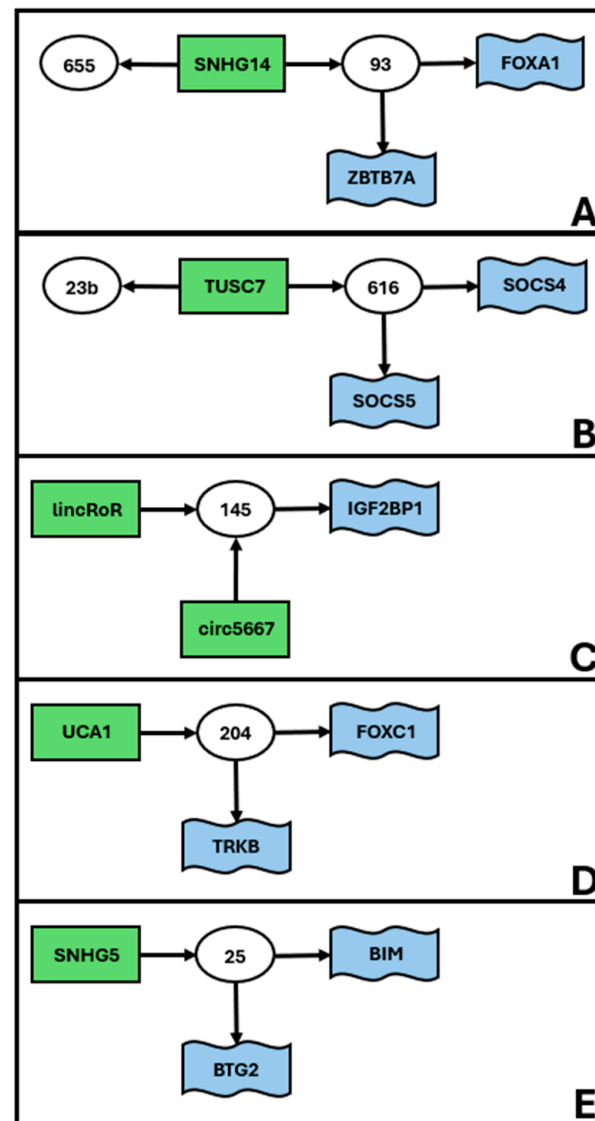 655 SNHG14 93 FOXA1
ZBTB7A
A
23b TUSC7 616 SOCS4
SOCS5
B
lincRoR 145 IGF2BP1
circ5667
C
UCA1 204 FOXC1
TRKB
D
SNHG5 25 BIM
BTG2
E